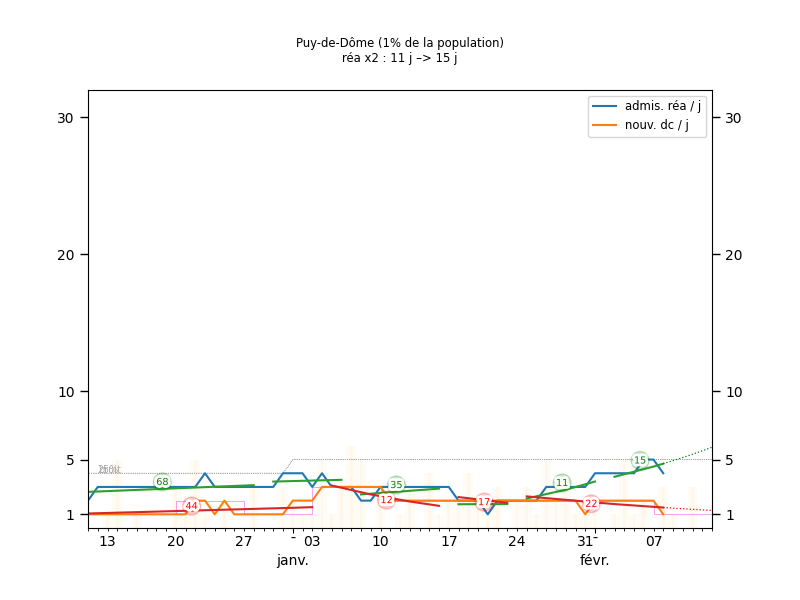 Puy-de-Dôme (1% de la population)
réa x2 : 11 j –> 15 j
admis. réa / j
nouv. dc / j
30 30
20 20
10 10
5 5
1 1
68
44
35
12
17
11
22
15
13 20 27 - 03 10 17 24 31- 07
janv. févr.